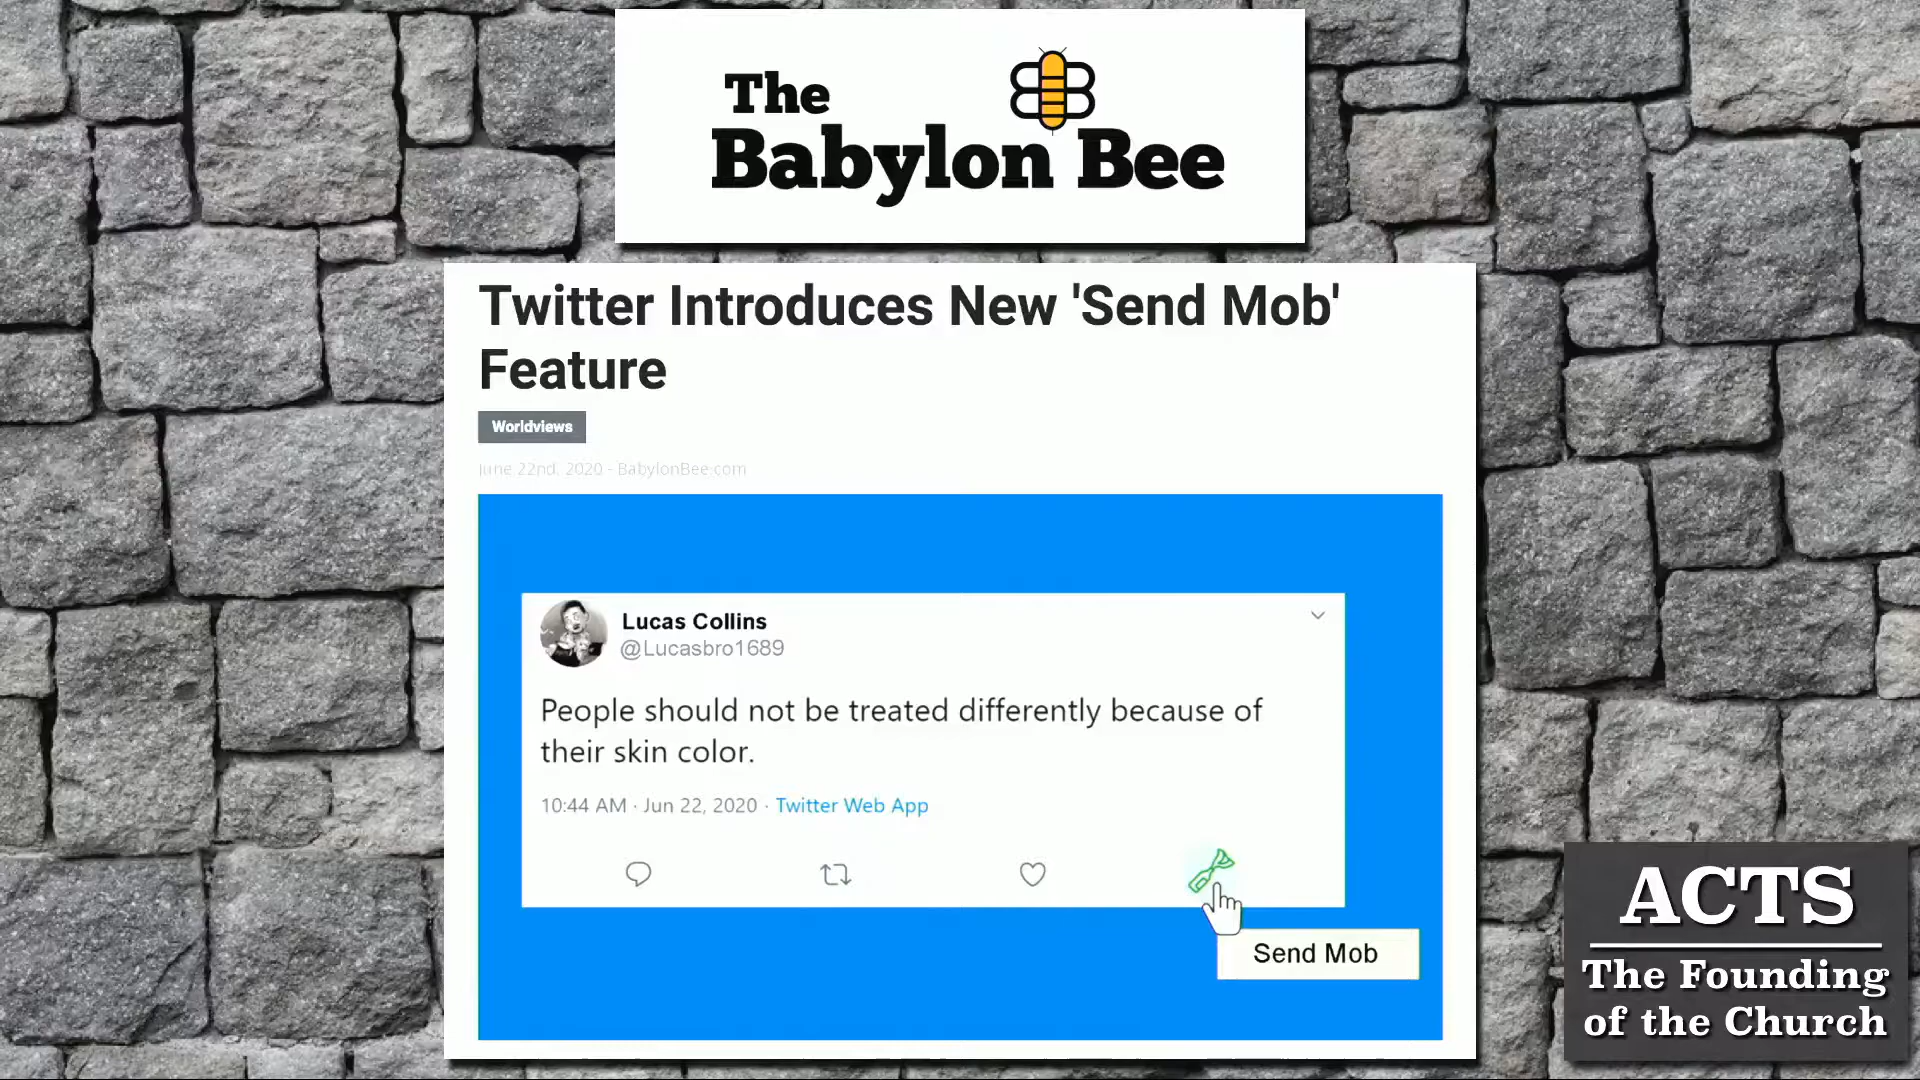 The
Babylon Bee
Twitter Introduces New 'Send Mob'
Feature
Worldviews
June 22nd, 2020 - BabylonBee.com
Lucas Collins
@Lucasbro1689
People should not be treated differently because of
their skin color.
10:44 AM · Jun 22, 2020 · Twitter Web App
Send Mob
ACTS
The Founding
of the Church